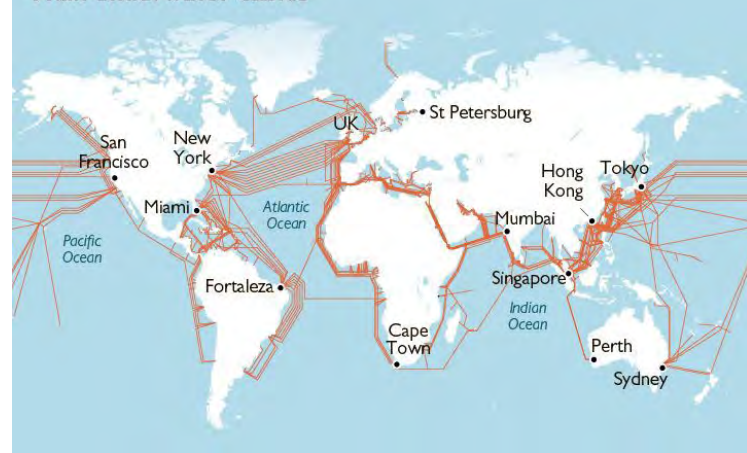 St Petersburg
UK
San
Francisco
New
York
Hong
Kong
Tokyo
Miami
Atlantic
Ocean
Mumbai
Pacific
Ocean
Fortaleza
Singapore
Indian
Ocean
Cape
Town
Perth
Sydney